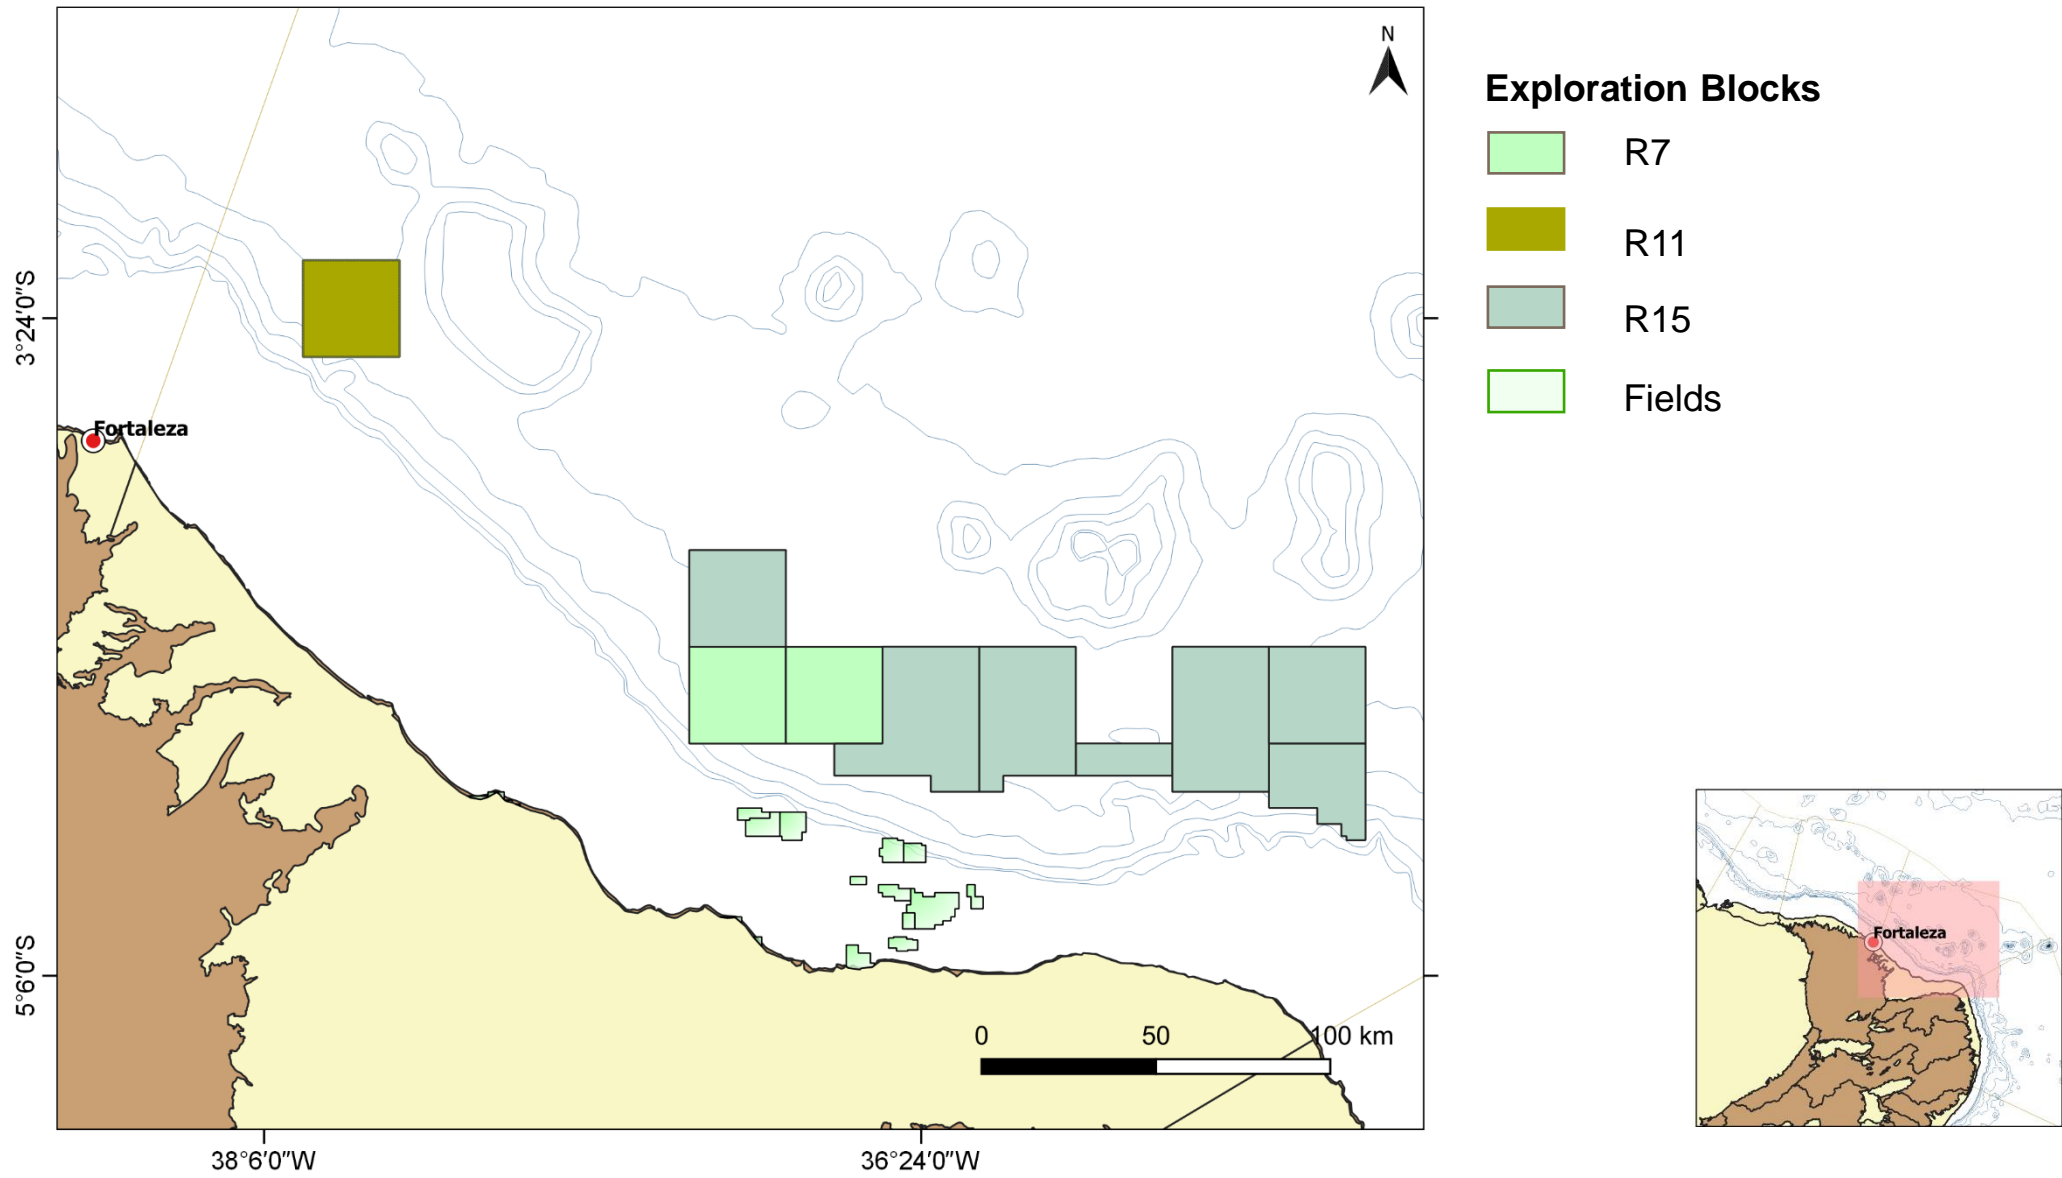 N
Exploration Blocks
R7
R11
R15
Fields
3°24'0"S
Fortaleza
5°6'0"S
0 50 100 km
38°6'0"W 36°24'0"W
Fortaleza